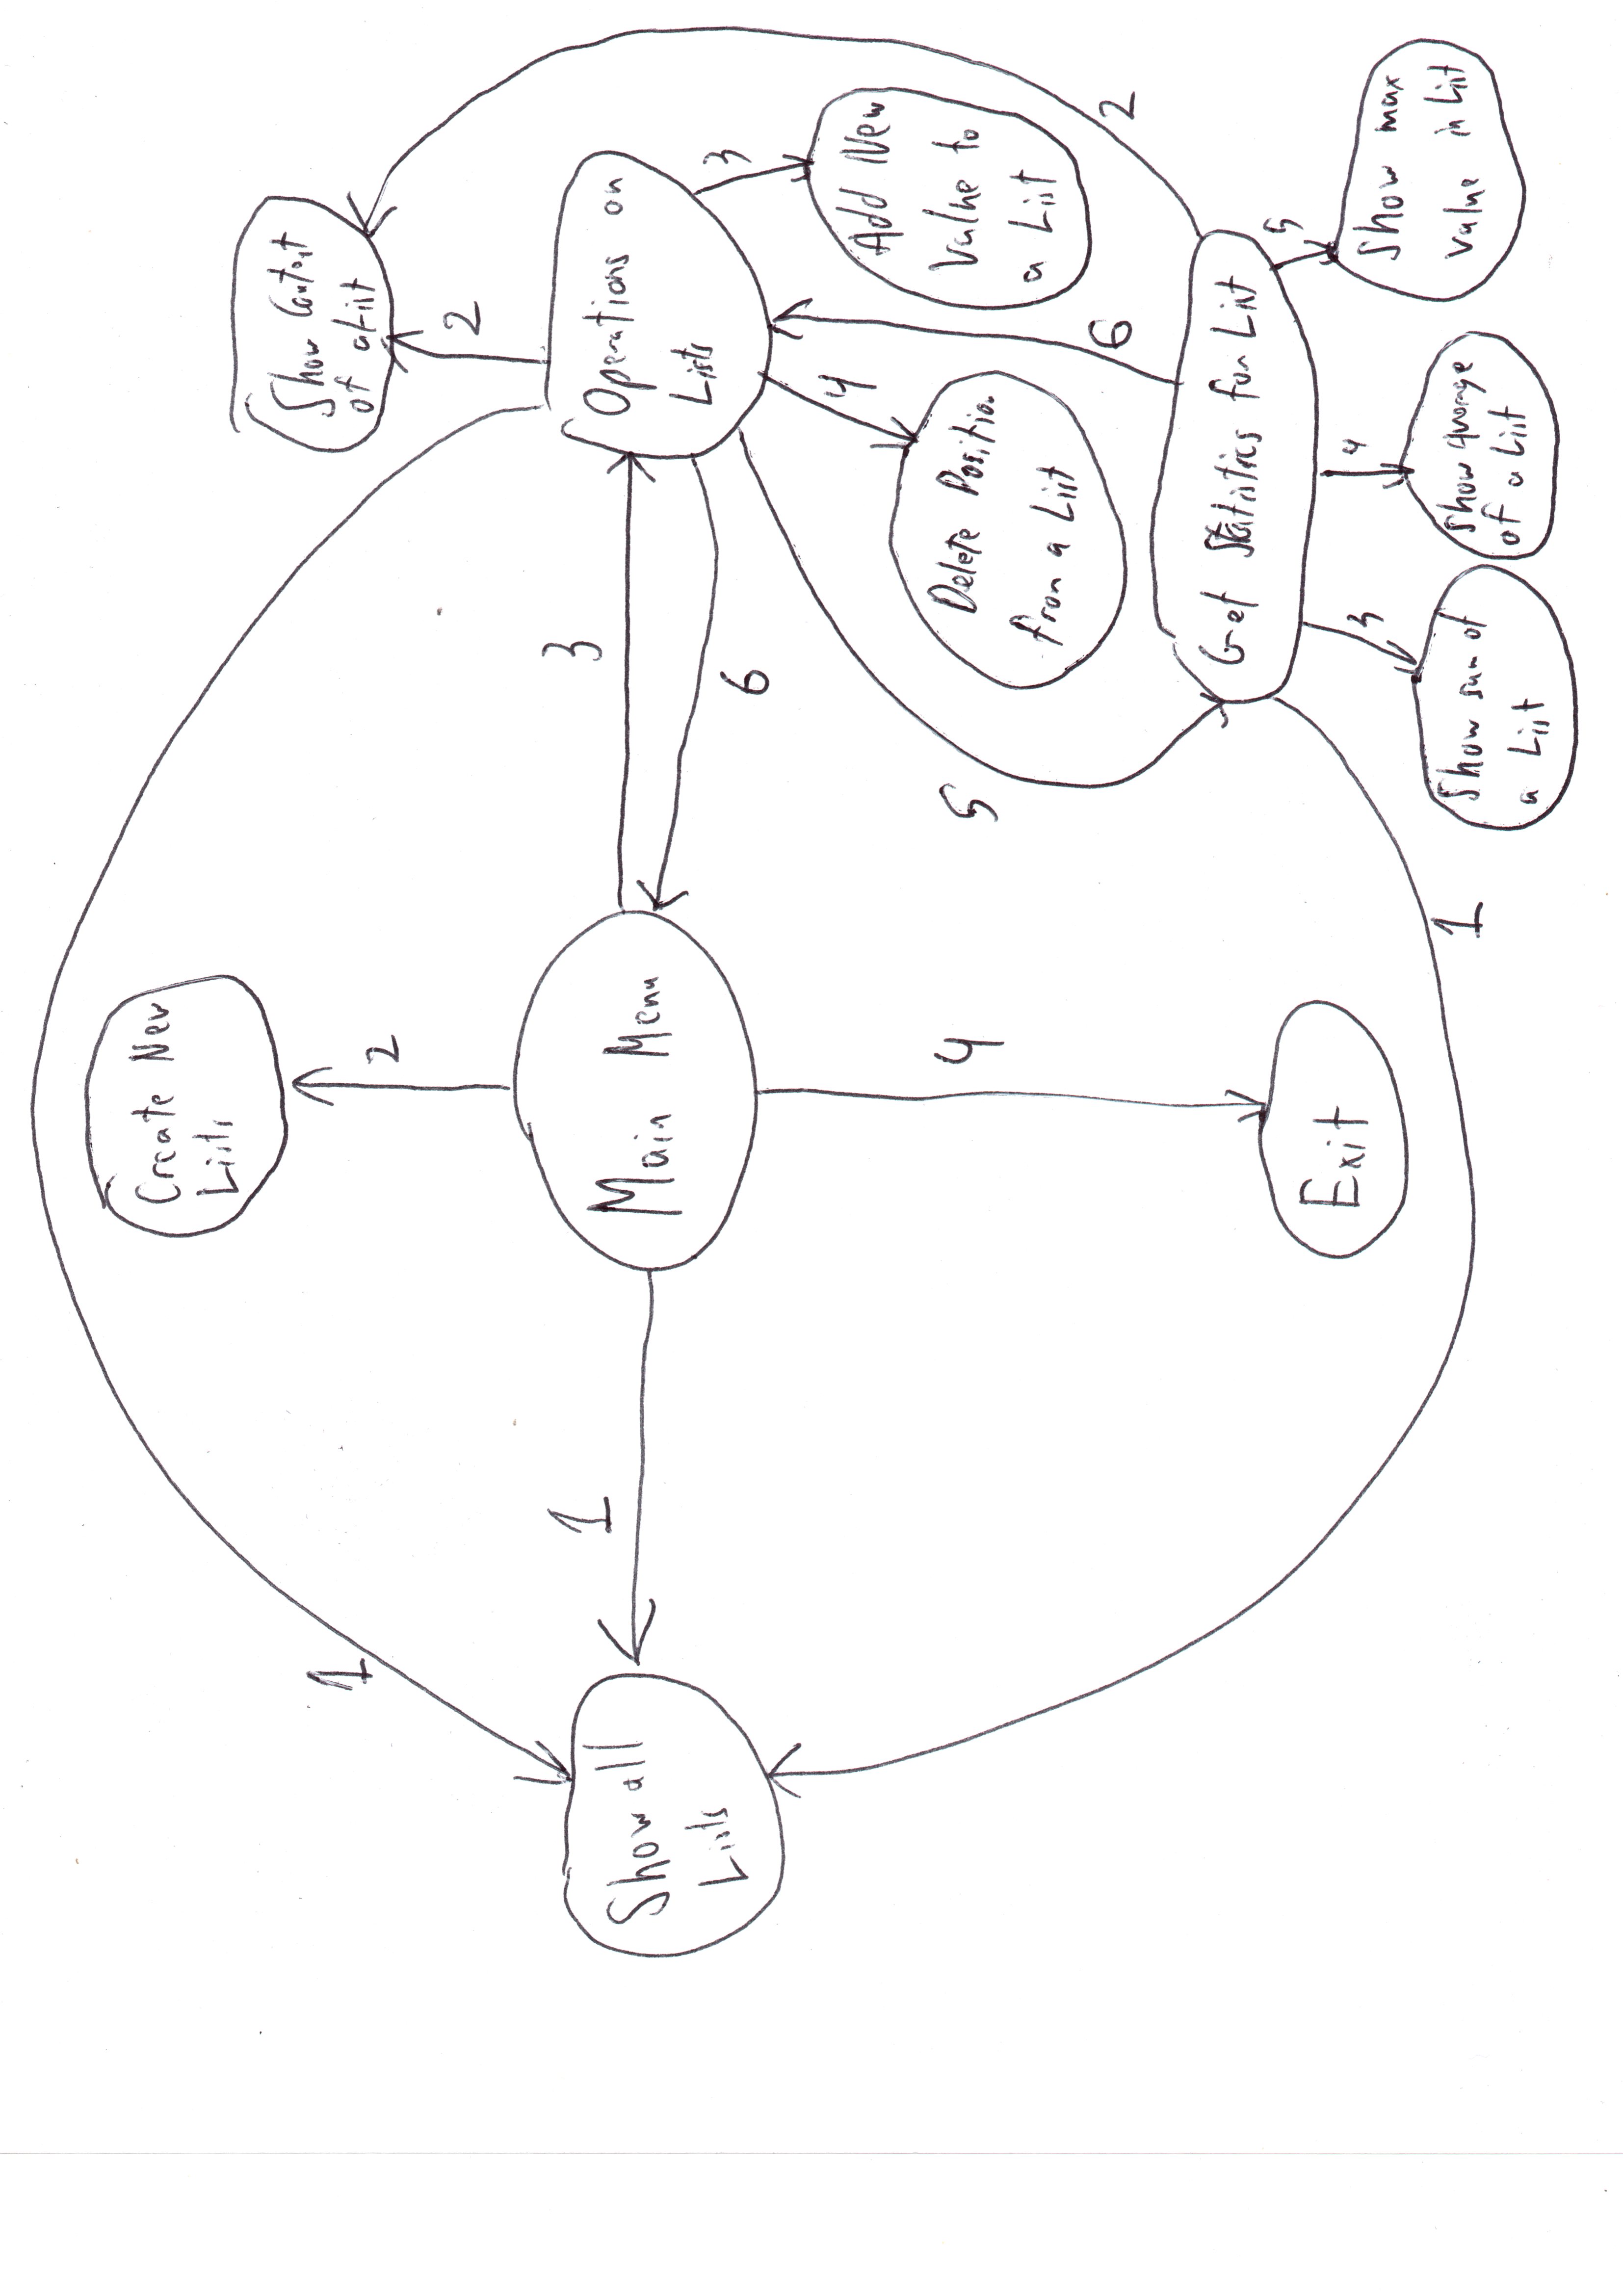 1
Show all
Lists
1
1
Main Menu
2
Create New
Lists
4
Exit
3
6
5
Operations on
Lists
2
Show Content
of a List
3
Add New
Value to
a List
4
Delete Position
from a List
6
2
Get Statistics for List
3
Show sum of
a List
4
Show average
of a List
5
Show max
value in List